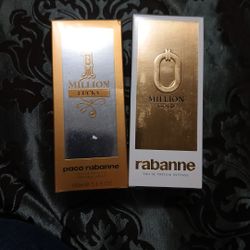 1
MILLION
LUCKY
paco rabanne
MILLION
GOLD
rabanne
EAU DE PARFUM INTENSE